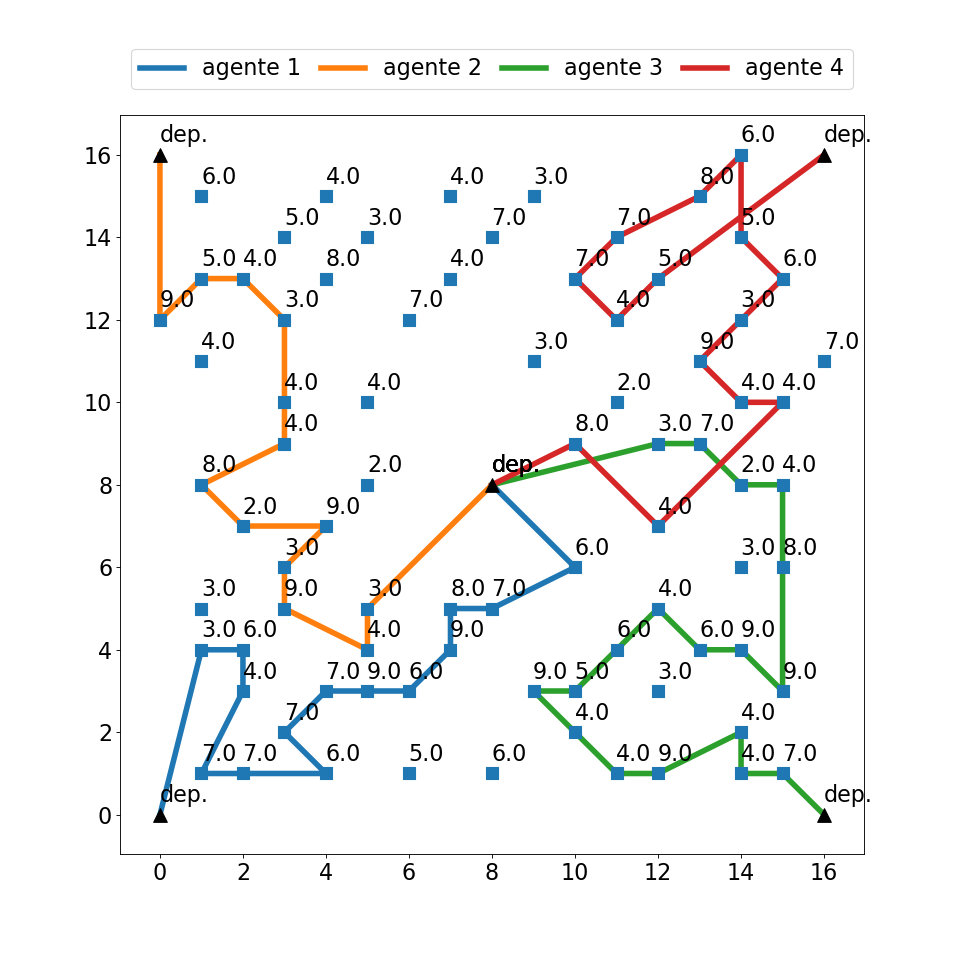 agente 1 agente 2 agente 3 agente 4
dep. 6.0 dep.
16
6.0 4.0 4.0 3.0 8.0
5.0 3.0 7.0 7.0 5.0
14
5.0 4.0 8.0 4.0 7.0 5.0 6.0
9.0 3.0 7.0 4.0 3.0
12
4.0 3.0 9.0 7.0
4.0 4.0 2.0 4.0 4.0
10
4.0 8.0 3.0 7.0
8.0 2.0 dep. 2.0 4.0
8
2.0 9.0 4.0
3.0 6.0 3.0 8.0
6
3.0 9.0 3.0 8.0 7.0 4.0
3.0 6.0 4.0 9.0 6.0 6.0 9.0
4
4.0 7.0 9.0 6.0 9.0 5.0 3.0 9.0
7.0 4.0 4.0
2
7.0 7.0 6.0 5.0 6.0 4.0 9.0 4.0 7.0
dep. dep.
0
0 2 4 6 8 10 12 14 16